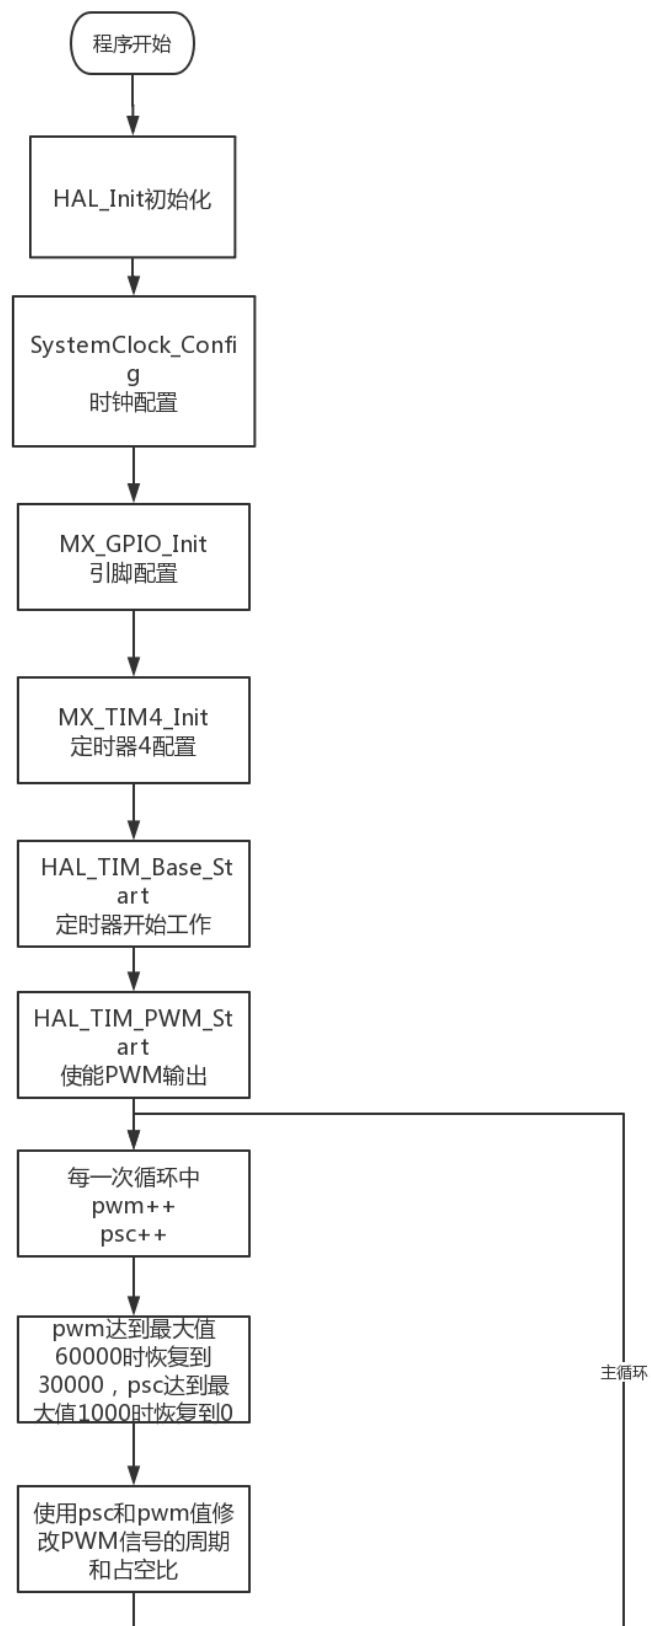 程序开始
HAL_Init初始化
SystemClock_Confi
g
时钟配置
MX_GPIO_Init
引脚配置
MX_TIM4_Init
定时器4配置
HAL_TIM_Base_St
art
定时器开始工作
HAL_TIM_PWM_St
art
使能PWM输出
每一次循环中
pwm++
psc++
pwm达到最大值
60000时恢复到
30000，psc达到最
大值1000时恢复到0
主循环
使用psc和pwm值修
改PWM信号的周期
和占空比